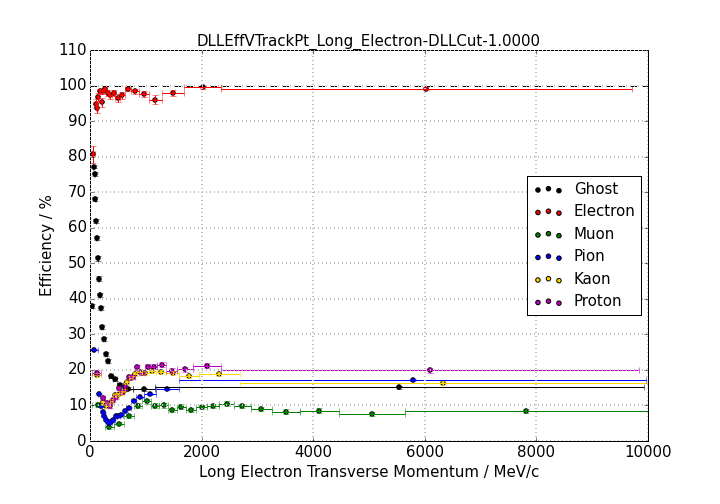 DLLEffVTrackPt_Long_Electron-DLLCut-1.0000
110
100
90
80
70
60
50
40
30
20
10
0
Efficiency / %
Ghost
Electron
Muon
Pion
Kaon
Proton
0 2000 4000 6000 8000 10000
Long Electron Transverse Momentum / MeV/c